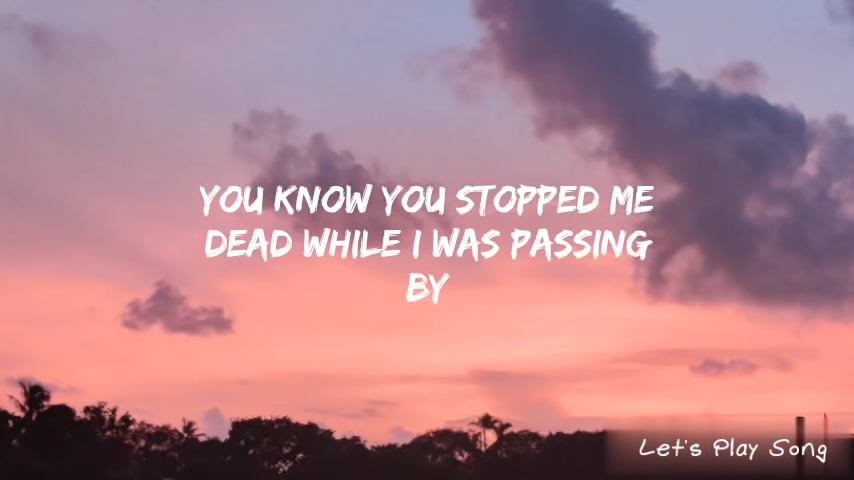 YOU KNOW YOU STOPPED ME
DEAD WHILE I WAS PASSING
BY
Let's Play Song